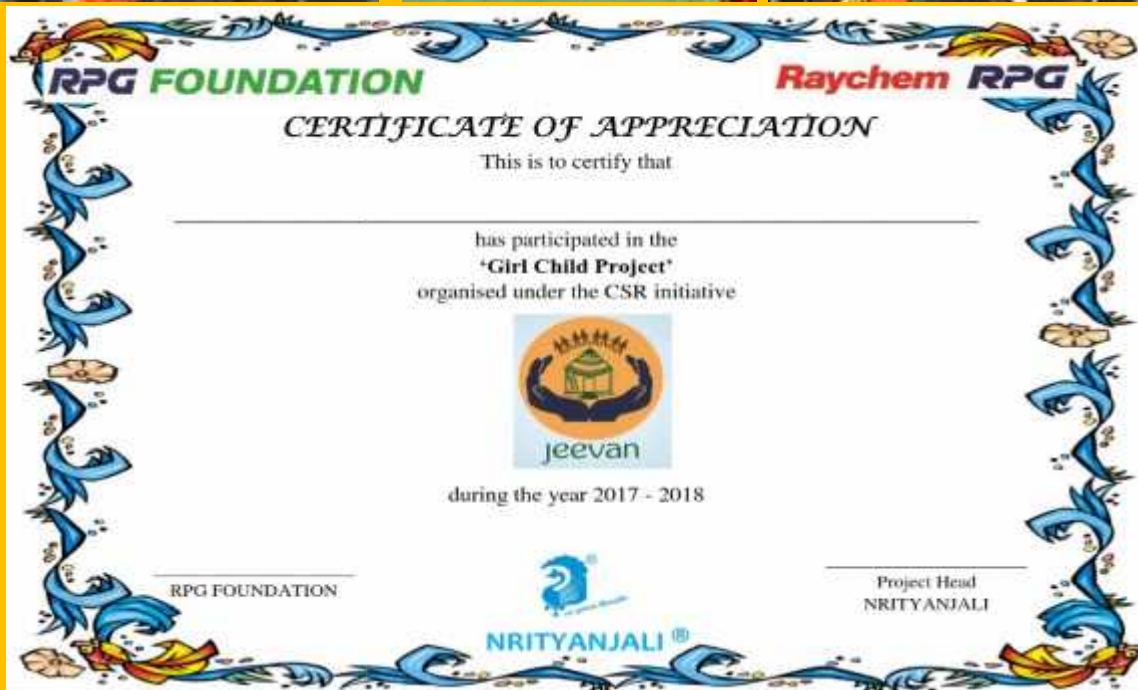 RPG FOUNDATION
Raychem RPG
CERTIFICATE OF APPRECIATION
This is to certify that
has participated in the
‘Girl Child Project’
organised under the CSR initiative
jeevan
during the year 2017 - 2018
RPG FOUNDATION
Project Head
NRITYANJALI
®
NRITYANJALI ®